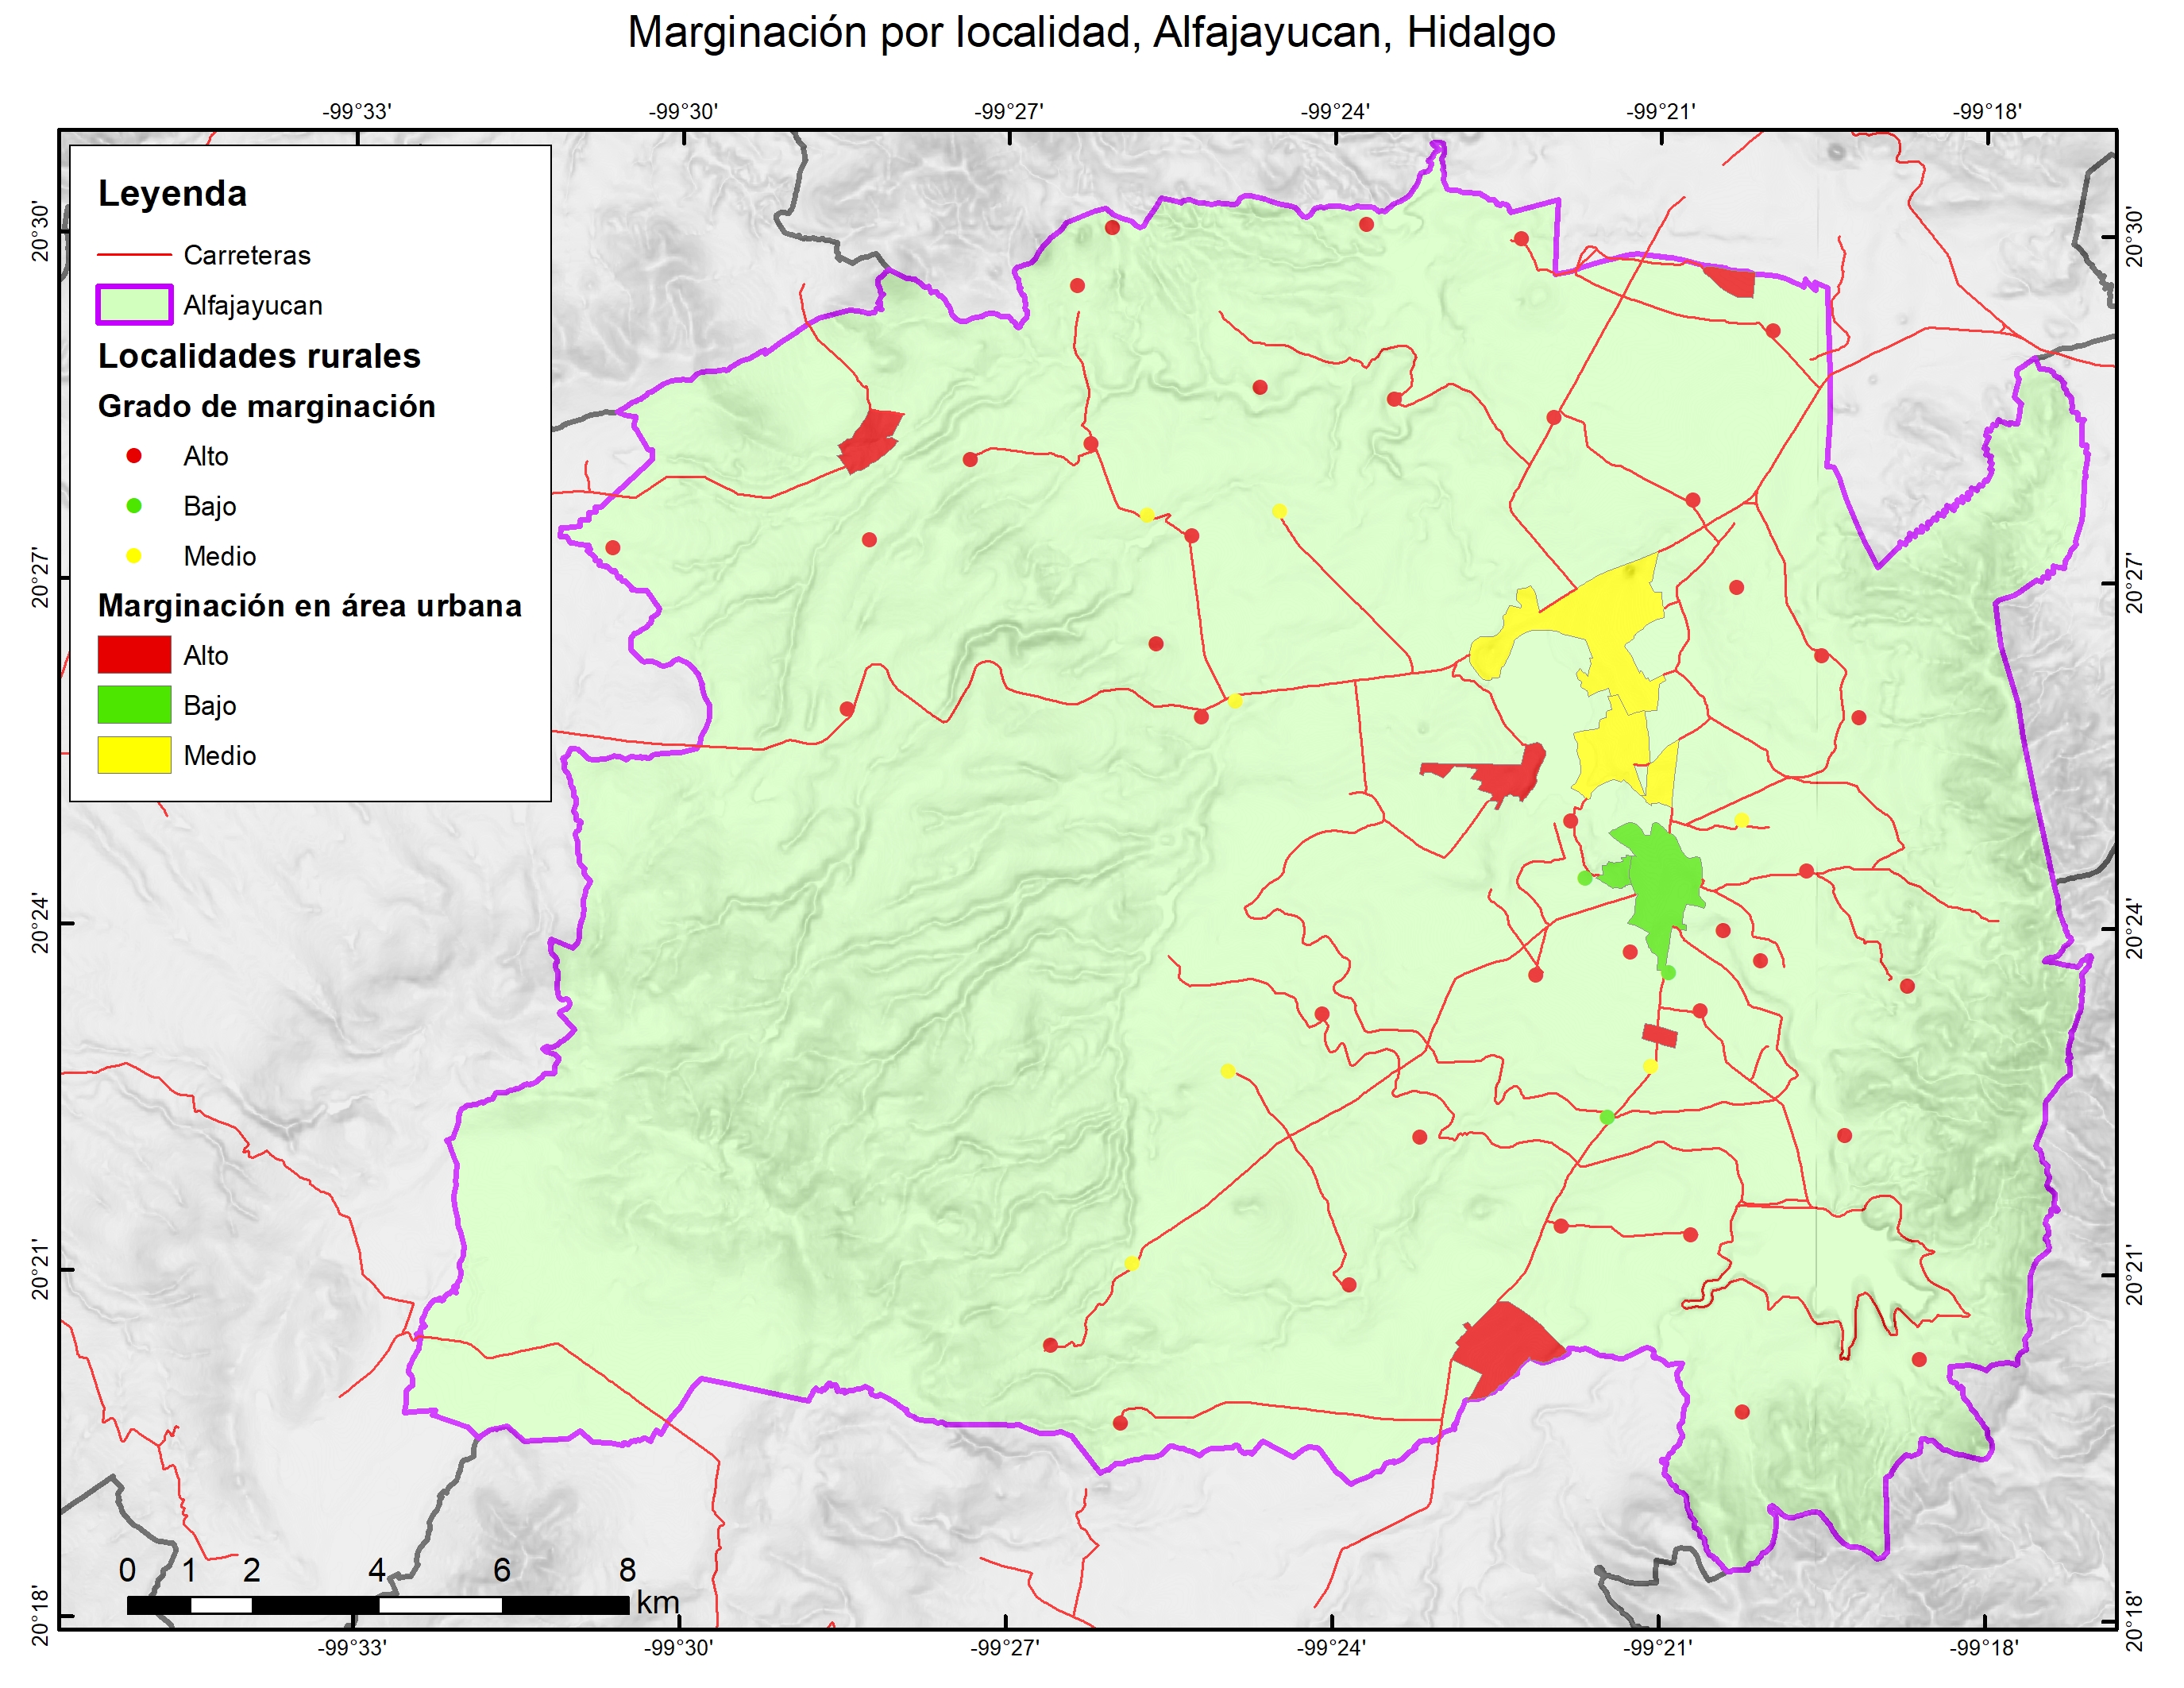 Marginación por localidad, Alfajayucan, Hidalgo
-99°33' -99°30' -99°27' -99°24' -99°21' -99°18'
Leyenda
Carreteras
Alfajayucan
Localidades rurales
Grado de marginación
Alto
Bajo
Medio
Marginación en área urbana
Alto
Bajo
Medio
20°30'
20°27'
20°24'
20°21'
20°18'
20°30'
20°27'
20°24'
20°21'
20°18'
0 1 2 4 6 8
km
-99°33' -99°30' -99°27' -99°24' -99°21' -99°18'